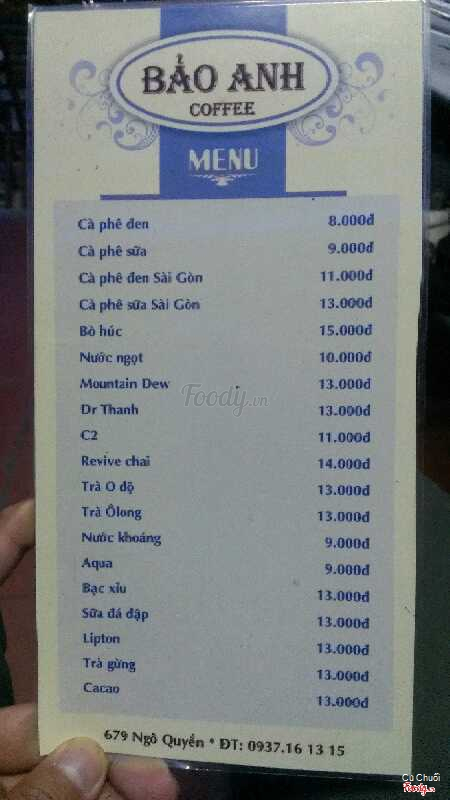 BẢO ANH
COFFEE
MENU
Cà phê đen 8.000đ
Cà phê sữa 9.000đ
Cà phê đen Sài Gòn 11.000đ
Cà phê sữa Sài Gòn 13.000đ
Bò húc 15.000đ
Nước ngọt 10.000đ
Mountain Dew 13.000đ
Foody.vn
Dr Thanh 13.000đ
C2 11.000đ
Revive chai 14.000đ
Trà O độ 13.000đ
Trà Ôlong 13.000đ
Nước khoáng 9.000đ
Aqua 9.000đ
Bạc xỉu 13.000đ
Sữa đá đập 13.000đ
Lipton 13.000đ
Trà gừng 13.000đ
Cacao 13.000đ
679 Ngô Quyền * ĐT: 0937.16 13 15
Củ Chuối
Foody.vn